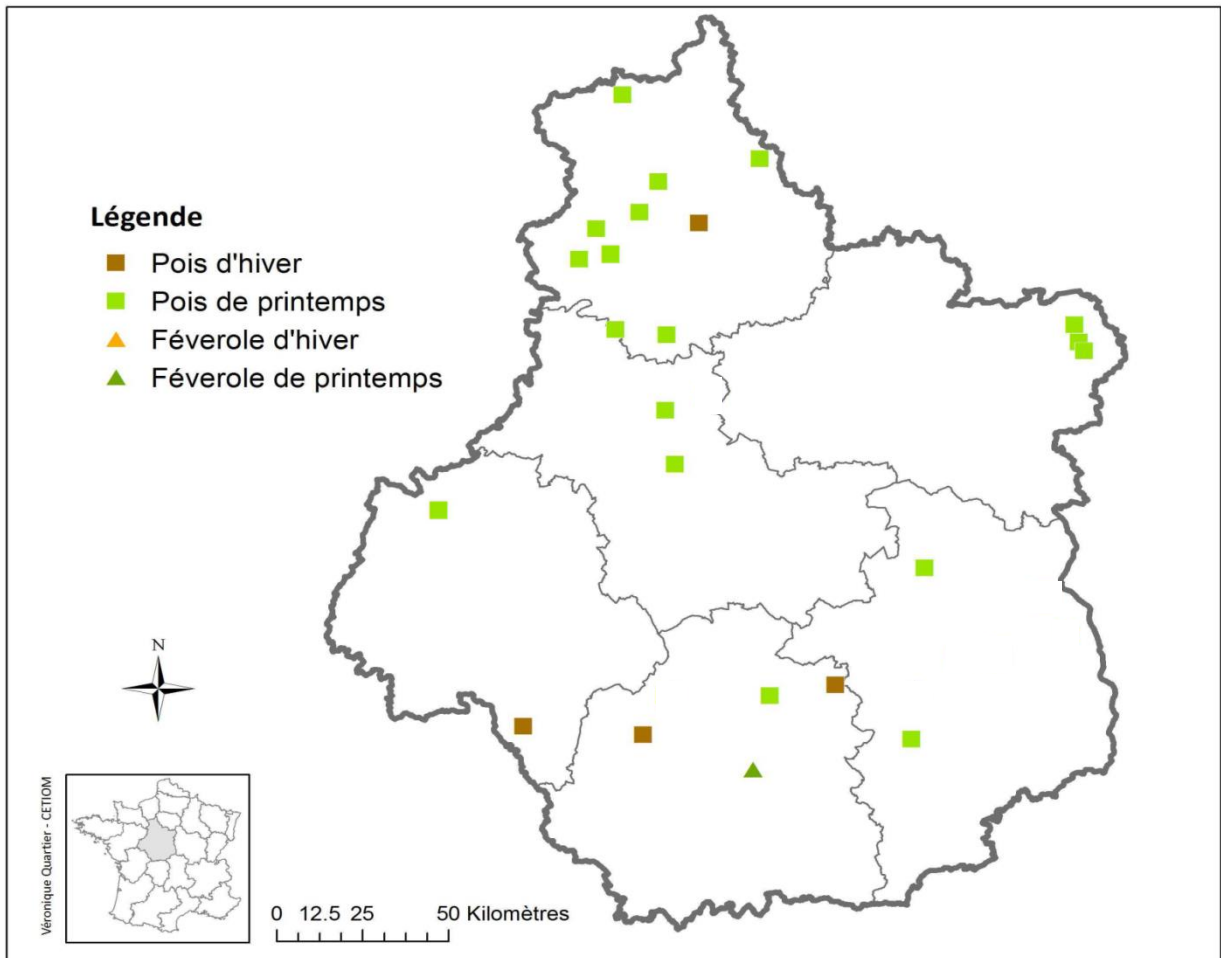 Légende
Pois d'hiver
Pois de printemps
Féverole d'hiver
Féverole de printemps
N
Véronique Quartier - CETIOM
0 12.5 25 50 Kilomètres